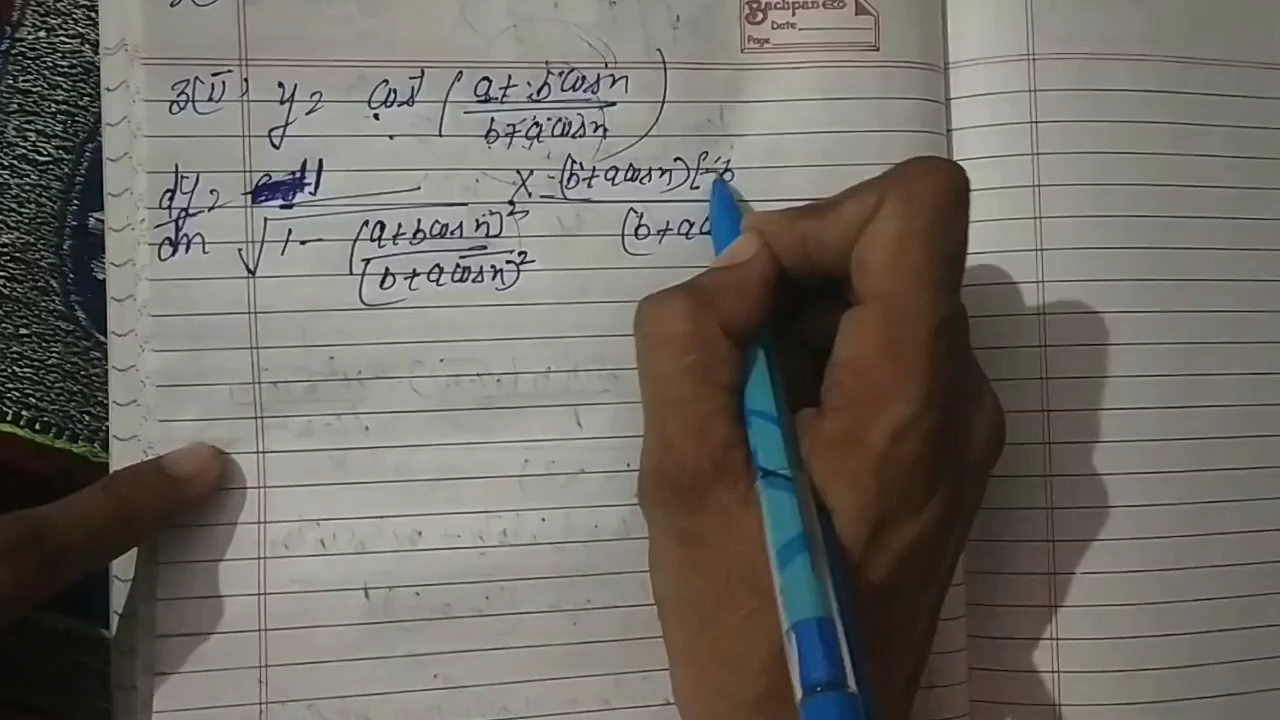 Bachpan
Date
Page
3(ii) y = cos⁻¹ (a + b cos x / b + a cos x)
dy/dx = -1 / √(1 - (a + b cos x)² / (b + a cos x)²) × (b + a cos x) [-b / (b + a c